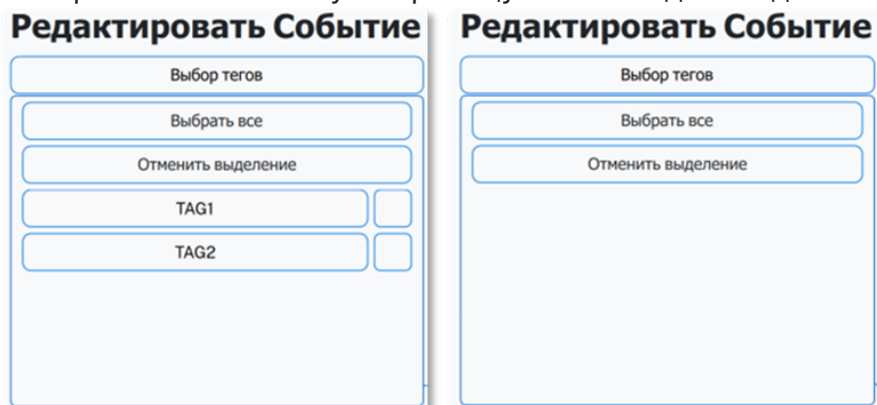 Редактировать Событие
Выбор тегов
Выбрать все
Отменить выделение
TAG1
TAG2
Редактировать Событие
Выбор тегов
Выбрать все
Отменить выделение